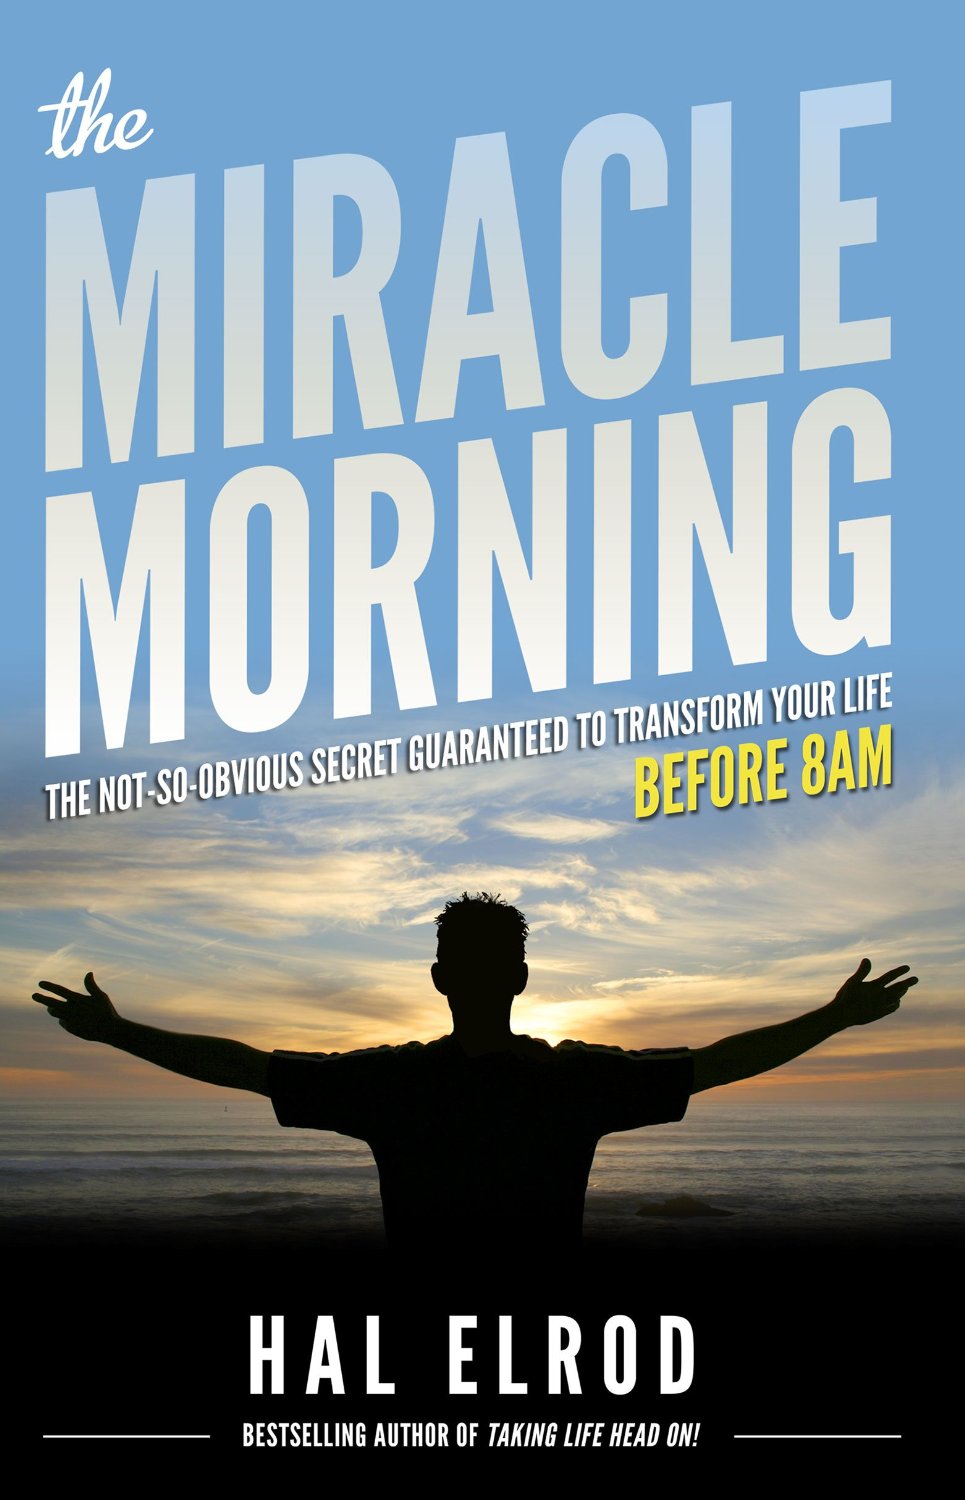 the
MIRACLE
MORNING
THE NOT-SO-OBVIOUS SECRET GUARANTEED TO TRANSFORM YOUR LIFE
BEFORE 8AM
HAL ELROD
BESTSELLING AUTHOR OF TAKING LIFE HEAD ON!